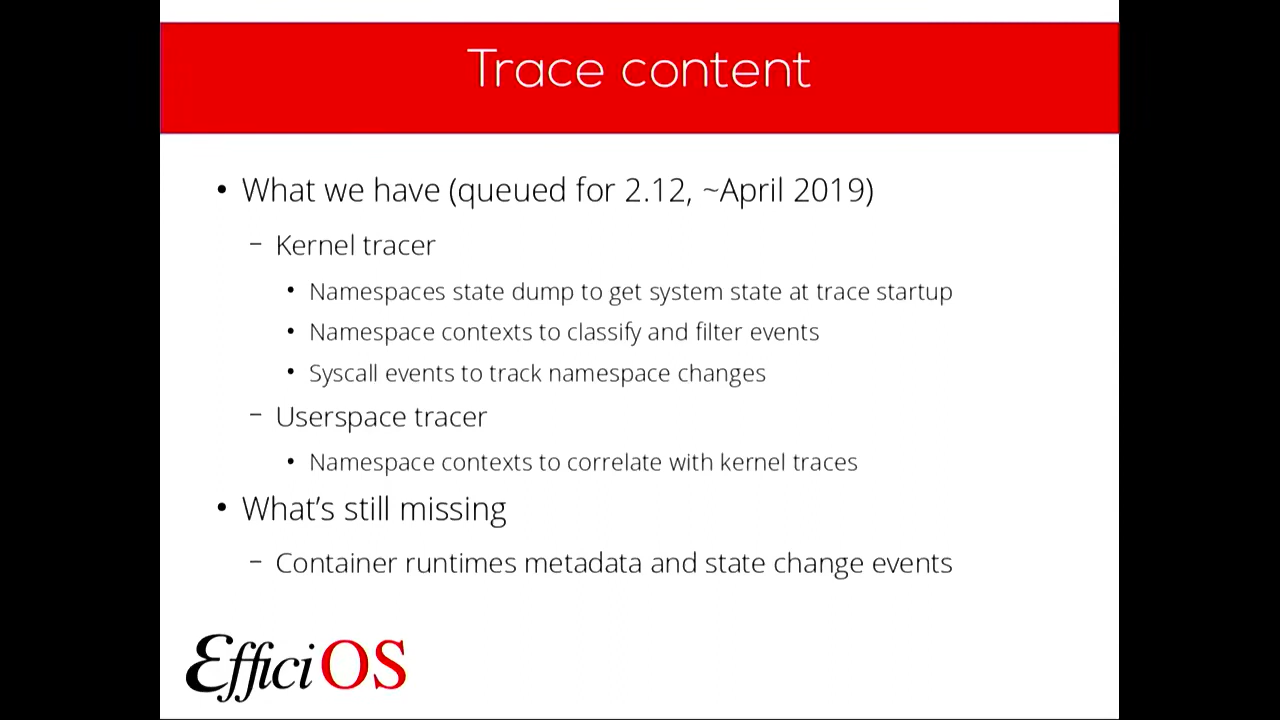 Trace content
• What we have (queued for 2.12, ~April 2019)
– Kernel tracer
• Namespaces state dump to get system state at trace startup
• Namespace contexts to classify and filter events
• Syscall events to track namespace changes
– Userspace tracer
• Namespace contexts to correlate with kernel traces
• What's still missing
– Container runtimes metadata and state change events
EfficiOS